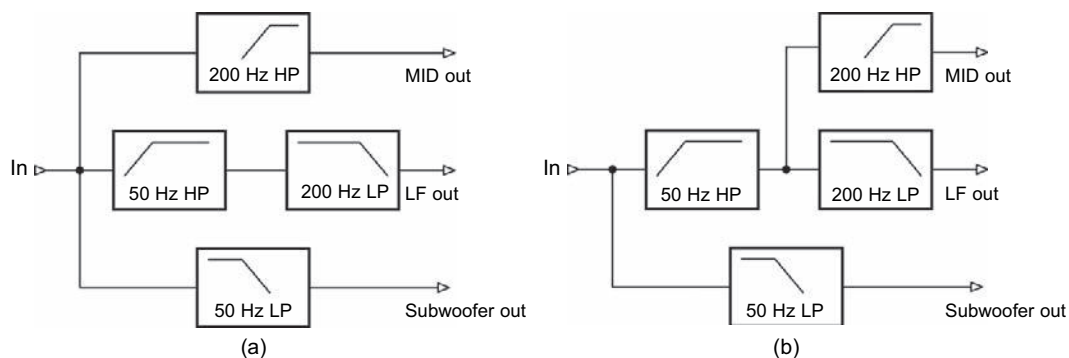 200 Hz HP
MID out
In
50 Hz HP
200 Hz LP
LF out
50 Hz LP
Subwoofer out
(a)
200 Hz HP
MID out
In
50 Hz HP
200 Hz LP
LF out
50 Hz LP
Subwoofer out
(b)